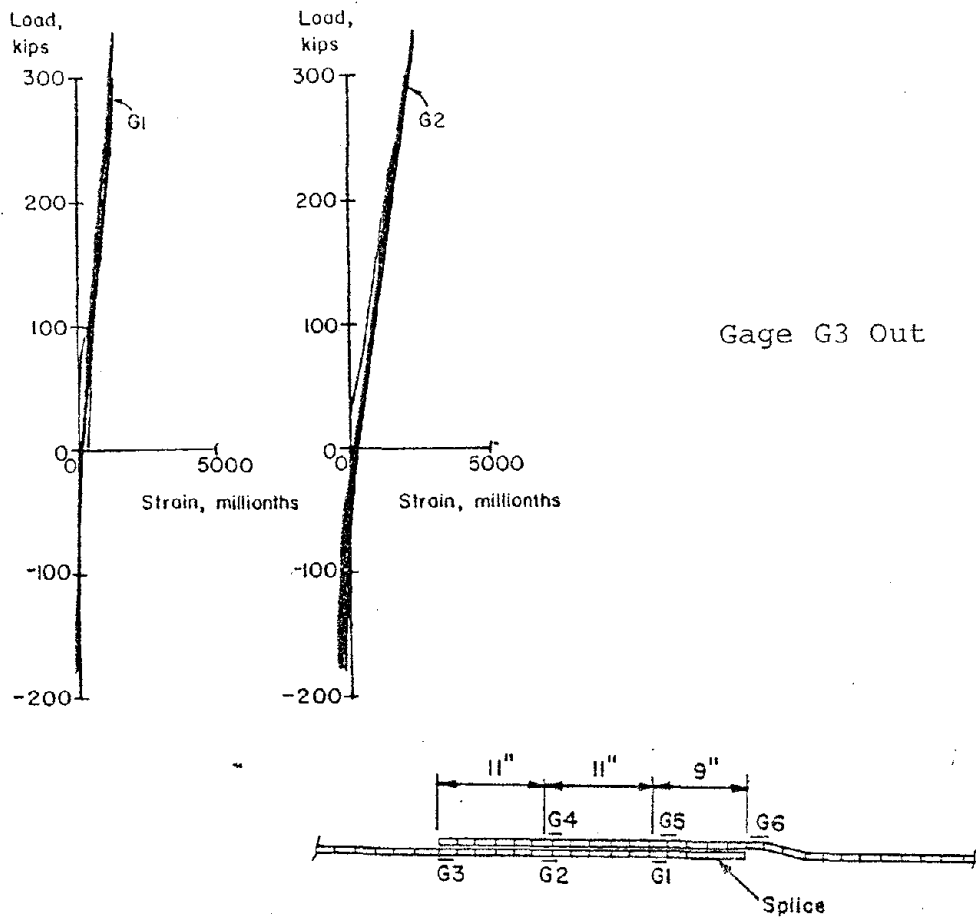 Load,
kips
300
200
100
0
-100
-200
G1
0
5000
Strain, millionths
Load,
kips
300
200
100
0
-100
-200
G2
0
5000
Strain, millionths
Gage G3 Out
11"
11"
9"
G4
G5
G6
G3
G2
G1
Splice